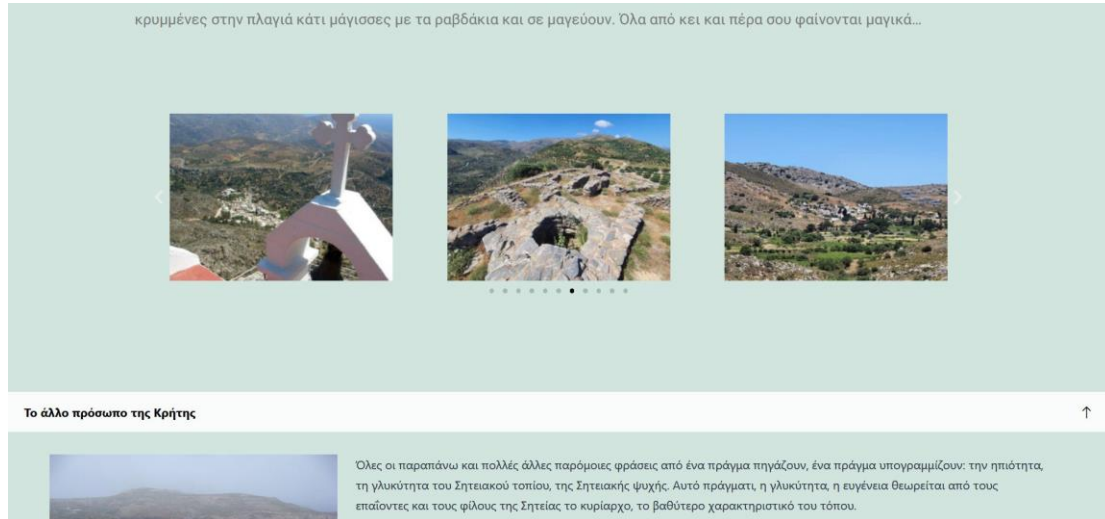 κρυμμένες στην πλαγιά κάτι μάγισσες με τα ραβδάκια και σε μαγεύουν. Όλα από κει και πέρα σου φαίνονται μαγικά...
Το άλλο πρόσωπο της Κρήτης
Όλες οι παραπάνω και πολλές άλλες παρόμοιες φράσεις από ένα πράγμα πηγάζουν, ένα πράγμα υπογραμμίζουν: την ηπιότητα,
τη γλυκύτητα του Σητειακού τοπίου, της Σητειακής ψυχής. Αυτό πράγματι, η γλυκύτητα, η ευγένεια θεωρείται από τους
επαΐοντες και τους φίλους της Σητείας το κυρίαρχο, το βαθύτερο χαρακτηριστικό του τόπου.